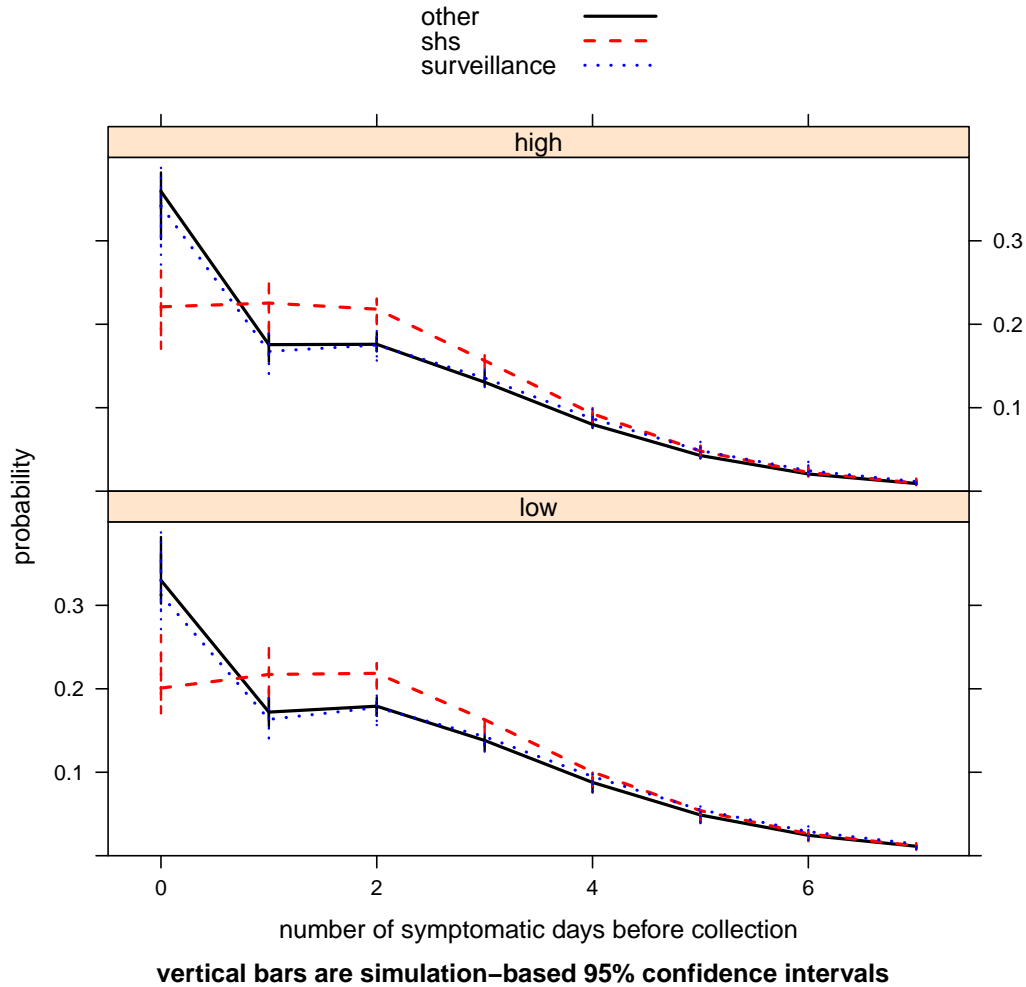 other
shs
surveillance
high
0.3
0.2
0.1
probability
low
0.3
0.2
0.1
0 2 4 6
number of symptomatic days before collection
vertical bars are simulation−based 95% confidence intervals